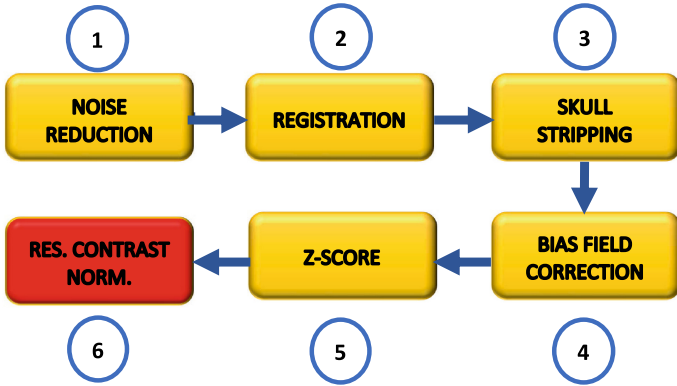 1
2
3
NOISE
REDUCTION
REGISTRATION
SKULL
STRIPPING
RES. CONTRAST
NORM.
Z-SCORE
BIAS FIELD
CORRECTION
6
5
4